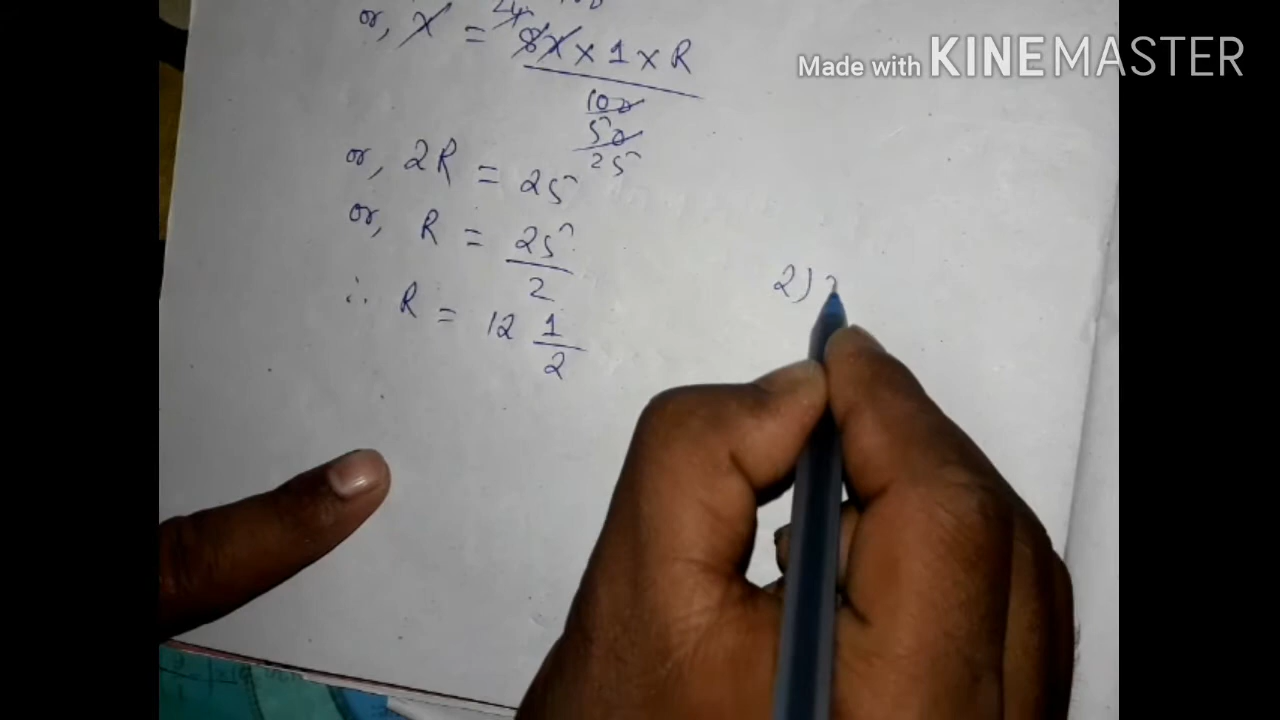 Made with KINEMASTER
or, x = 8x × 1 × R
100
50
25
or, 2R = 25
or, R = 25
2
∴ R = 12 1
2
2)